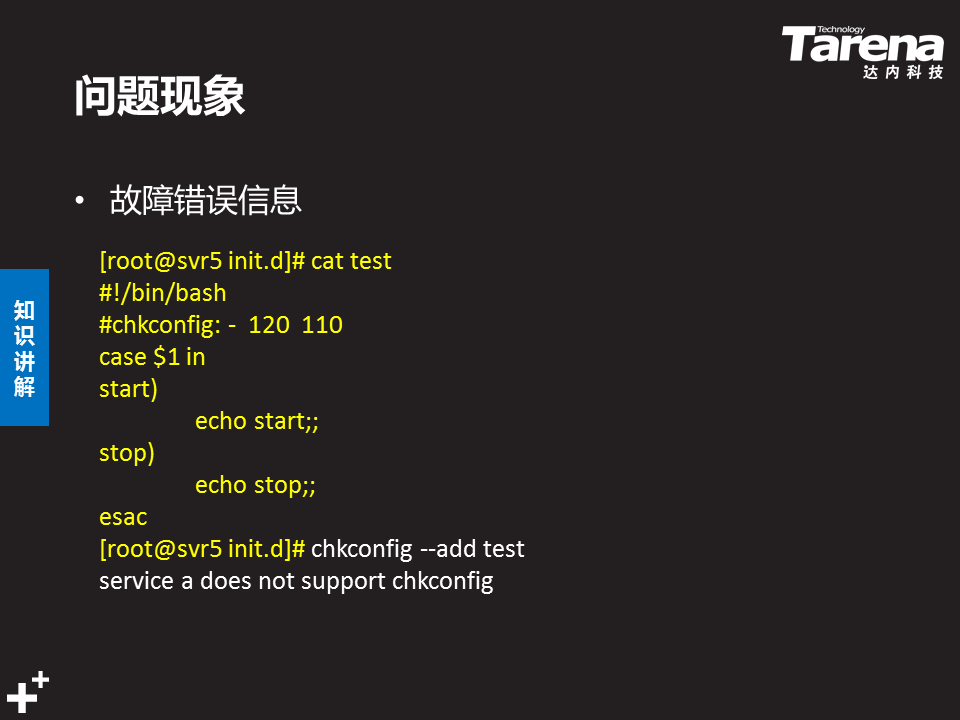 Technology
Tarena
达内科技
问题现象
• 故障错误信息
[root@svr5 init.d]# cat test
#!/bin/bash
#chkconfig: - 120 110
case $1 in
start)
echo start;;
stop)
echo stop;;
esac
[root@svr5 init.d]# chkconfig --add test
service a does not support chkconfig
知识讲解